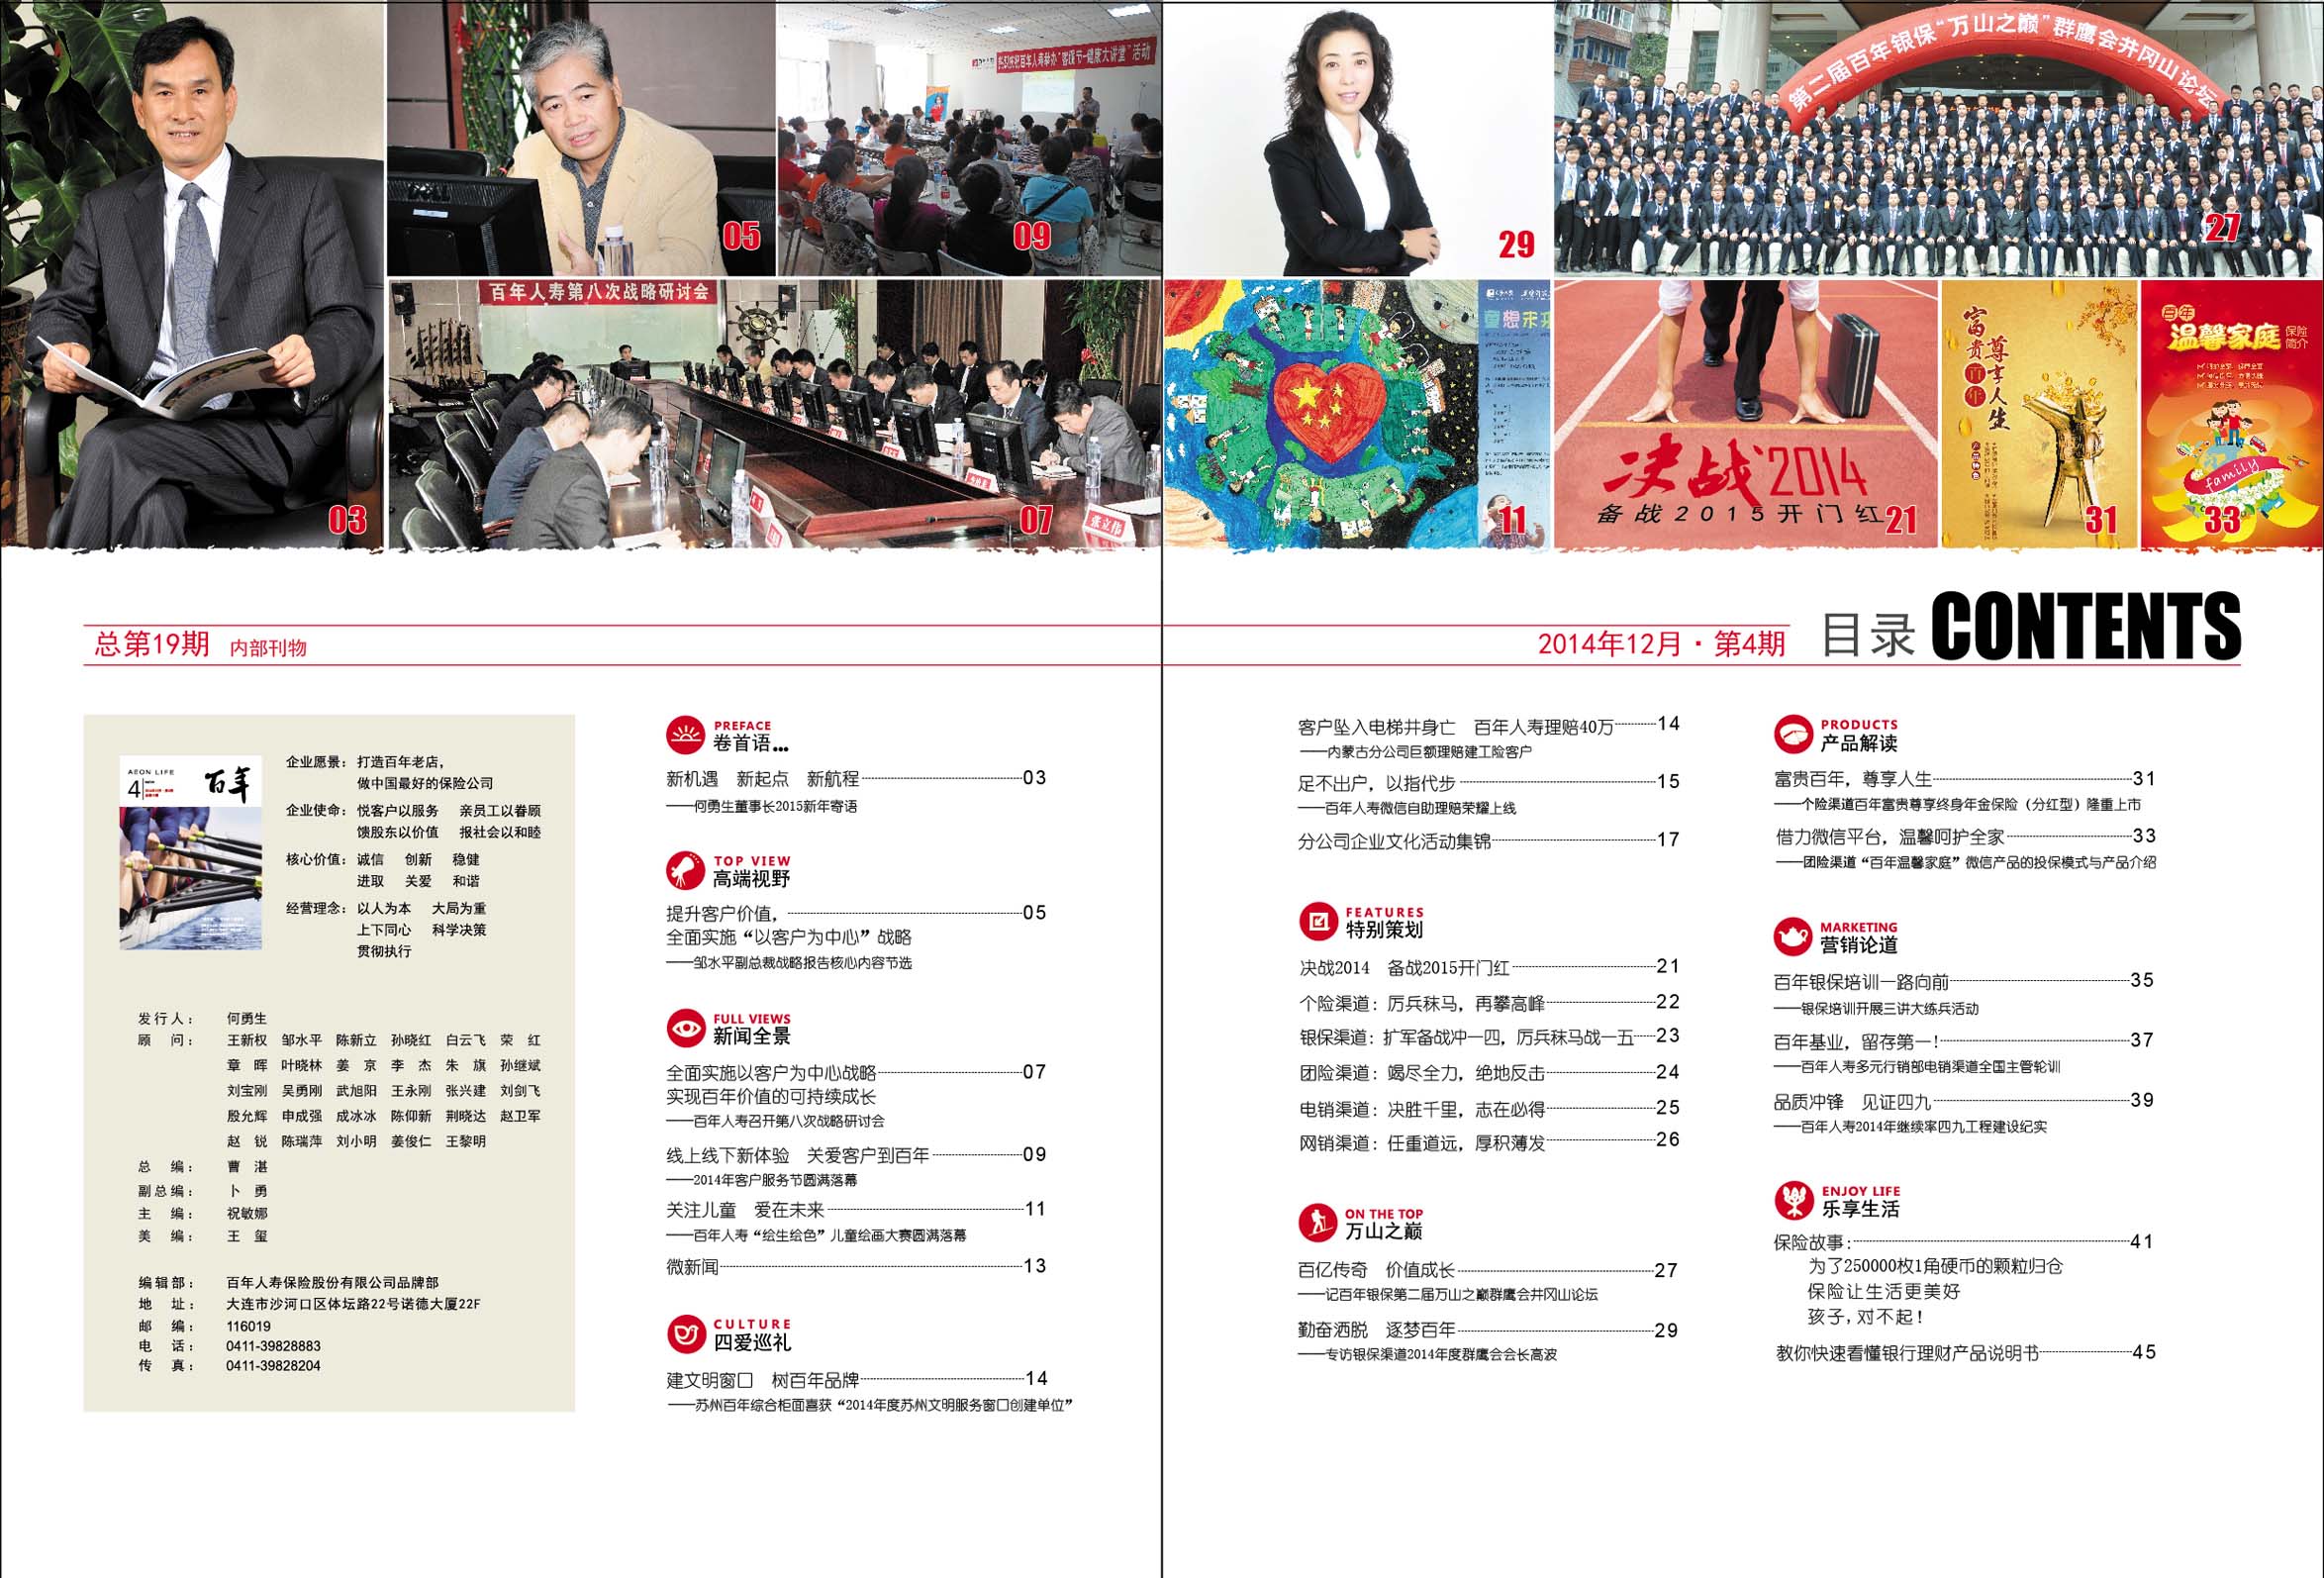 热烈庆祝百年人寿举办“客服节—健康大讲堂”活动
第二届百年银保“万山之巅”群鹰会井冈山论坛
05
09
29
27
百年人寿第八次战略研讨会
童想未来
富贵百年
尊享人生
百年
温馨家庭
保险简介
family
决战2014
备战2015开门红
张立伟
03
07
11
21
31
33
总第19期 内部刊物
2014年12月·第4期
目录 CONTENTS
AEON LIFE
4
百年
企业愿景：打造百年老店，
做中国最好的保险公司
企业使命：悦客户以服务 亲员工以眷顾
馈股东以价值 报社会以和睦
核心价值：诚信 创新 稳健
进取 关爱 和谐
经营理念：以人为本 大局为重
上下同心 科学决策
贯彻执行
发行人： 何勇生
顾 问： 王新权 邹水平 陈新立 孙晓红 白云飞 荣 红
章 晖 叶晓林 姜 京 李 杰 朱 旗 孙继斌
刘宝刚 吴勇刚 武旭阳 王永刚 张兴建 刘剑飞
殷允辉 申成强 成冰冰 陈仰新 荆晓达 赵卫军
赵 锐 陈瑞萍 刘小明 姜俊仁 王黎明
总 编： 曹 湛
副总编： 卜 勇
主 编： 祝敏娜
美 编： 王 玺
编辑部： 百年人寿保险股份有限公司品牌部
地 址： 大连市沙河口区体坛路22号诺德大厦22F
邮 编： 116019
电 话： 0411-39828883
传 真： 0411-39828204
PREFACE
卷首语...
新机遇 新起点 新航程 03
——何勇生董事长2015新年寄语
TOP VIEW
高端视野
提升客户价值， 05
全面实施“以客户为中心”战略
——邹水平副总裁战略报告核心内容节选
FULL VIEWS
新闻全景
全面实施以客户为中心战略 07
实现百年价值的可持续成长
——百年人寿召开第八次战略研讨会
线上线下新体验 关爱客户到百年 09
——2014年客户服务节圆满落幕
关注儿童 爱在未来 11
——百年人寿“绘生绘色”儿童绘画大赛圆满落幕
微新闻 13
CULTURE
四爱巡礼
建文明窗口 树百年品牌 14
——苏州百年综合柜面喜获“2014年度苏州文明服务窗口创建单位”
客户坠入电梯井身亡 百年人寿理赔40万 14
——内蒙古分公司巨额理赔建工险客户
足不出户，以指代步 15
——百年人寿微信自助理赔荣耀上线
分公司企业文化活动集锦 17
FEATURES
特别策划
决战2014 备战2015开门红 21
个险渠道：厉兵秣马，再攀高峰 22
银保渠道：扩军备战冲一四，厉兵秣马战一五 23
团险渠道：竭尽全力，绝地反击 24
电销渠道：决胜千里，志在必得 25
网销渠道：任重道远，厚积薄发 26
ON THE TOP
万山之巅
百亿传奇 价值成长 27
——记百年银保第二届万山之巅群鹰会井冈山论坛
勤奋洒脱 逐梦百年 29
——专访银保渠道2014年度群鹰会会长高波
PRODUCTS
产品解读
富贵百年，尊享人生 31
——个险渠道百年富贵尊享终身年金保险（分红型）隆重上市
借力微信平台，温馨呵护全家 33
——团险渠道“百年温馨家庭”微信产品的投保模式与产品介绍
MARKETING
营销论道
百年银保培训一路向前 35
——银保培训开展三讲大练兵活动
百年基业，留存第一！ 37
——百年人寿多元行销部电销渠道全国主管轮训
品质冲锋 见证四九 39
——百年人寿2014年继续率四九工程建设纪实
ENJOY LIFE
乐享生活
保险故事： 41
为了250000枚1角硬币的颗粒归仓
保险让生活更美好
孩子，对不起！
教你快速看懂银行理财产品说明书 45